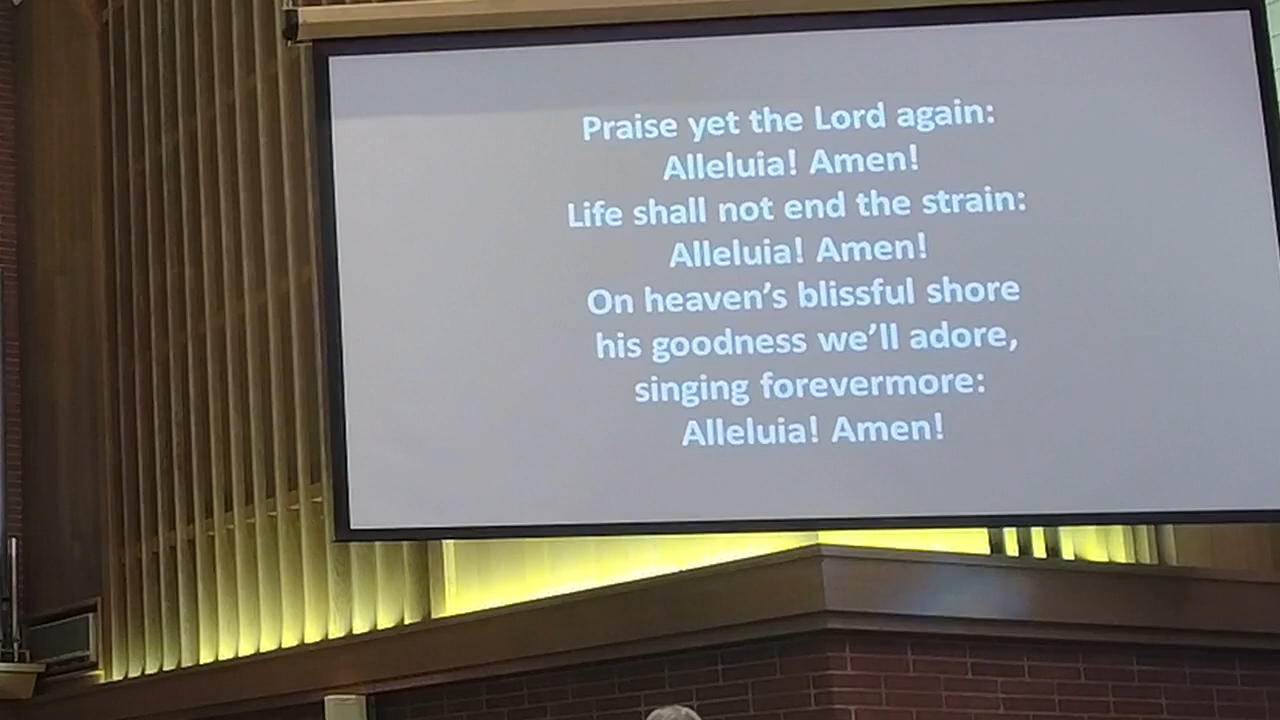 Praise yet the Lord again:
Alleluia! Amen!
Life shall not end the strain:
Alleluia! Amen!
On heaven’s blissful shore
his goodness we’ll adore,
singing forevermore:
Alleluia! Amen!